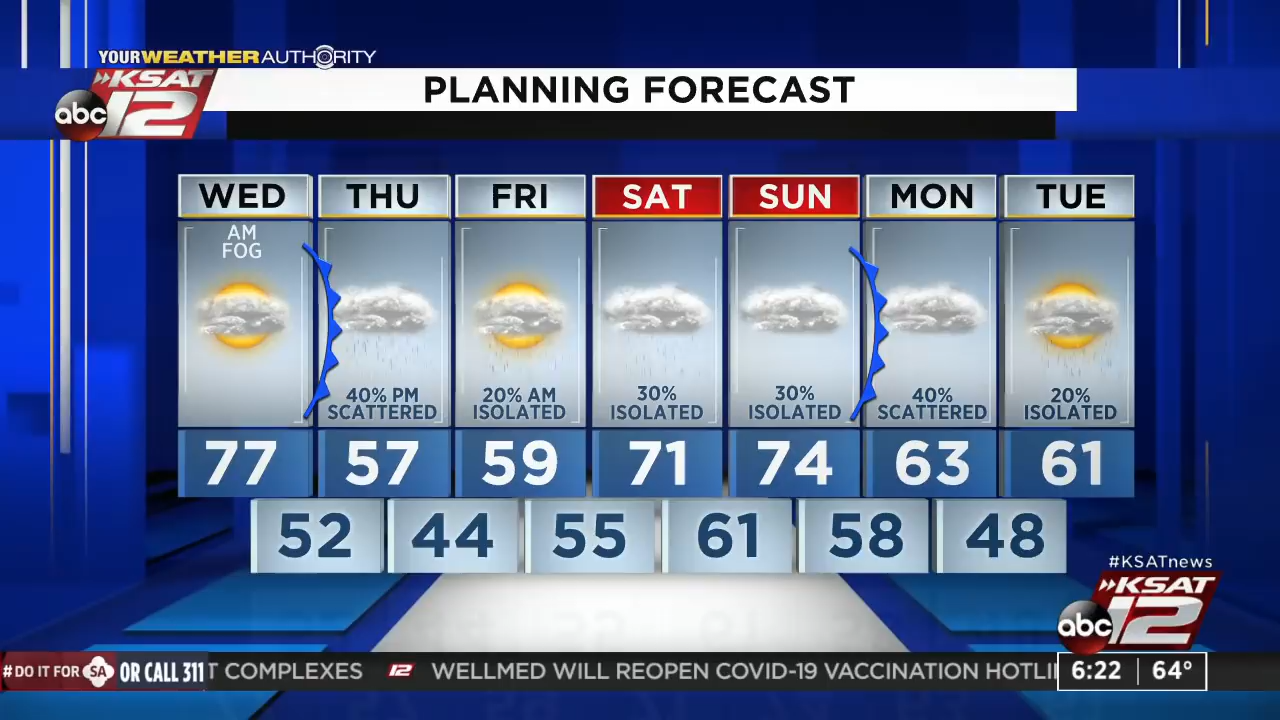 YOUR WEATHER AUTHORITY
KSAT
abc 12
PLANNING FORECAST
WED THU FRI SAT SUN MON TUE
AM
FOG
40% PM
SCATTERED
20% AM
ISOLATED
30%
ISOLATED
30%
ISOLATED
40%
SCATTERED
20%
ISOLATED
77 57 59 71 74 63 61
52 44 55 61 58 48
#KSATnews
KSAT
abc 12
#DO IT FOR SA OR CALL 311 T COMPLEXES 12 WELLMED WILL REOPEN COVID-19 VACCINATION HOTLI
6:22 64°